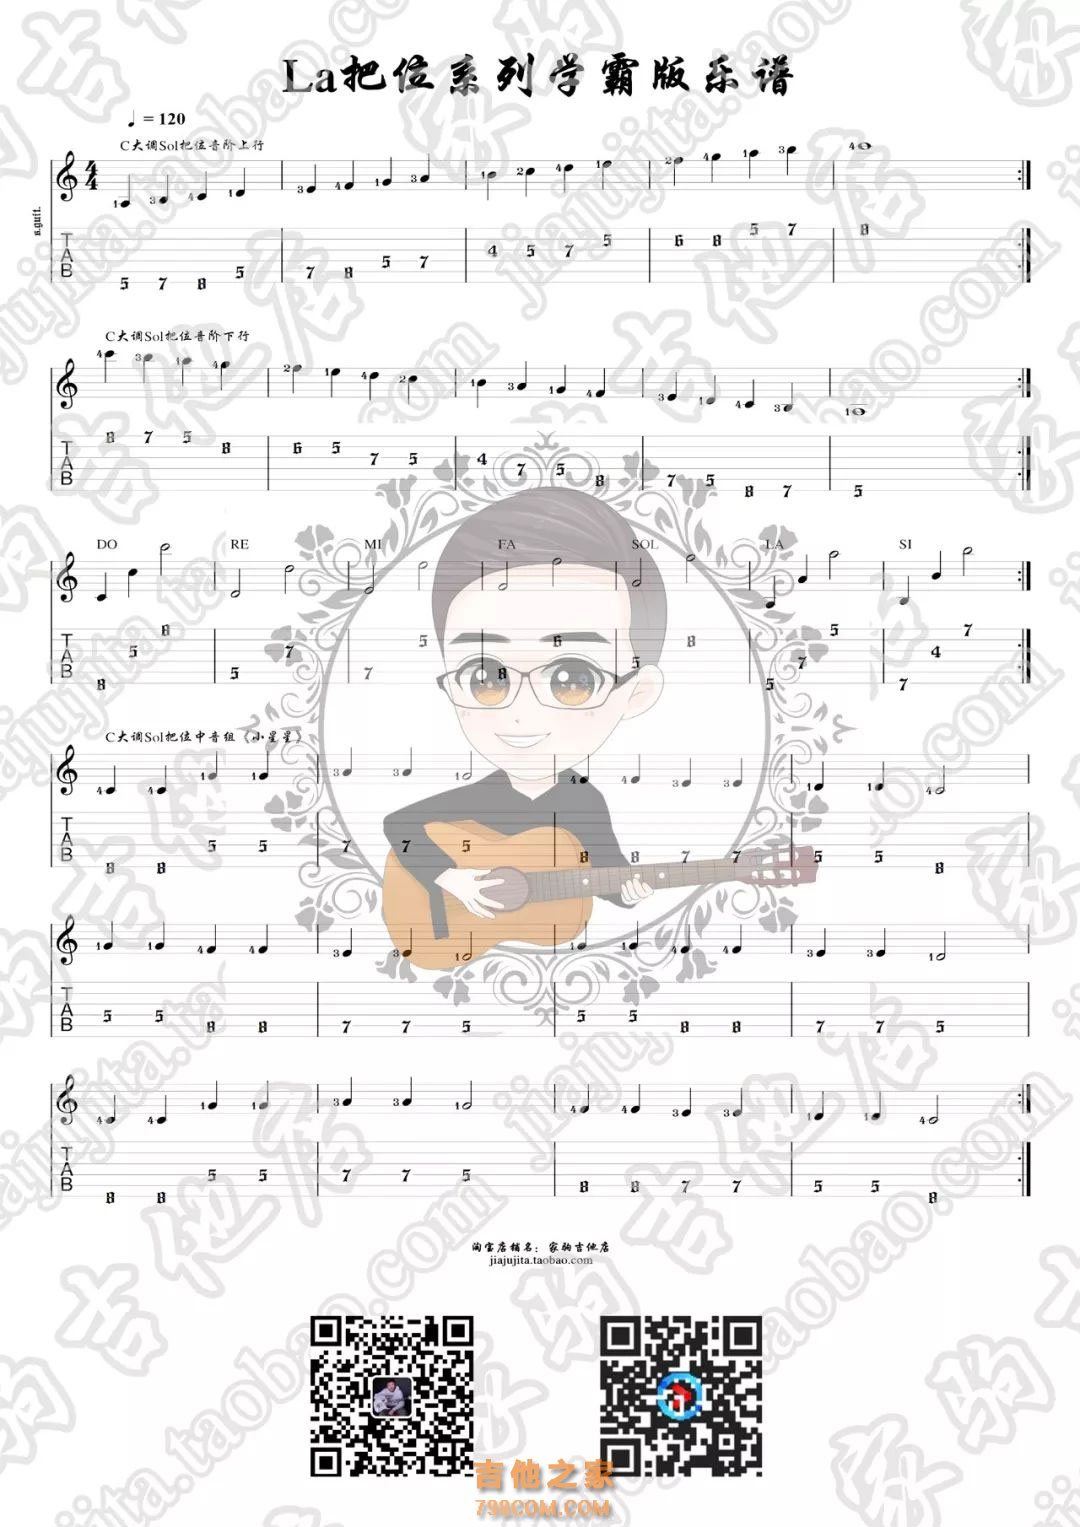 La把位系列学霸版乐谱
♩ = 120
C大调Sol把位音阶上行
s.guit.
4 4
1 3 4 1 3 4 1 3 1 2 4 1 2 4 1 3 4
T A B
5 7 8 5 7 8 5 7 4 5 7 5 6 8 5 7 8
C大调Sol把位音阶下行
4 3 1 4 2 1 4 2 1 4 1 4 3 1 4 3 1
T A B
8 7 5 8 6 5 7 5 4 7 5 8 7 5 8 7 5
DO RE MI FA SOL LA SI
T A B
8 5 8 5 7 7 5 8 6 5 8 5 7 5 7 4 7
C大调Sol把位中音组《小星星》
4 4 1 1 3 3 1 4 4 3 3 1 1 4
T A B
8 8 5 5 7 7 5 8 8 7 7 5 5 8
1 1 4 4 3 3 1 1 1 4 4 3 3 1
T A B
5 5 8 8 7 7 5 5 5 8 8 7 7 5
4 4 1 1 3 3 1 4 4 3 3 1 1 4
T A B
8 8 5 5 7 7 5 8 8 7 7 5 5 8
淘宝店铺名：家驹吉他店
jiajujita.taobao.com
吉他之家
798COM.COM